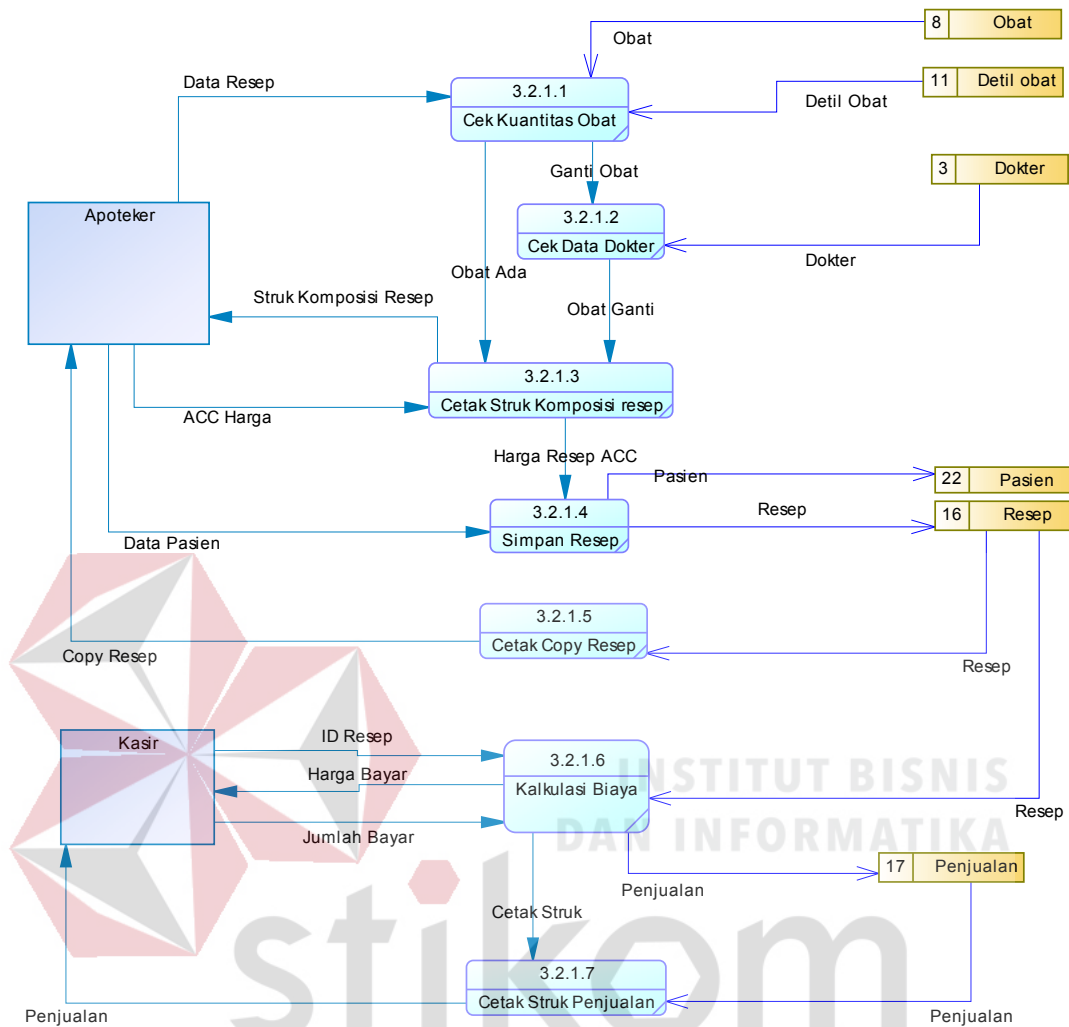 8 Obat
Obat
Data Resep
3.2.1.1
Cek Kuantitas Obat
11 Detil obat
Detil Obat
Ganti Obat
3 Dokter
Apoteker
3.2.1.2
Cek Data Dokter
Dokter
Obat Ada
Struk Komposisi Resep
Obat Ganti
3.2.1.3
Cetak Struk Komposisi resep
ACC Harga
Harga Resep ACC
Pasien
22 Pasien
3.2.1.4
Simpan Resep
Resep
16 Resep
Data Pasien
3.2.1.5
Cetak Copy Resep
Copy Resep
Resep
Kasir
ID Resep
3.2.1.6
Kalkulasi Biaya
Harga Bayar
INSTITUT BISNIS
DAN INFORMATIKA
Resep
Jumlah Bayar
17 Penjualan
Penjualan
Cetak Struk
stikom
3.2.1.7
Cetak Struk Penjualan
Penjualan
Penjualan